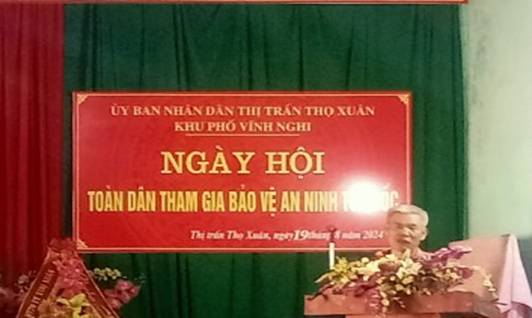 ỦY BAN NHÂN DÂN THỊ TRẤN THỌ XUÂN
KHU PHỐ VĨNH NGHI
NGÀY HỘI
TOÀN DÂN THAM GIA BẢO VỆ AN NINH
Thị trấn Thọ Xuân, ngày 19 tháng 8 năm 2024